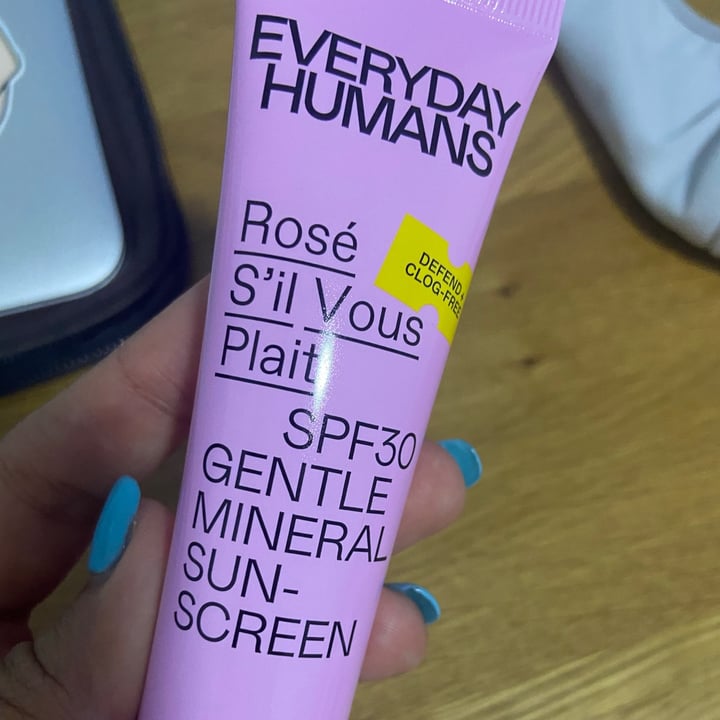 EVERYDAY
HUMANS
Rosé
S'il Vous
Plait
DEFEND &
CLOG-FREE
SPF30
GENTLE
MINERAL
SUN-
SCREEN